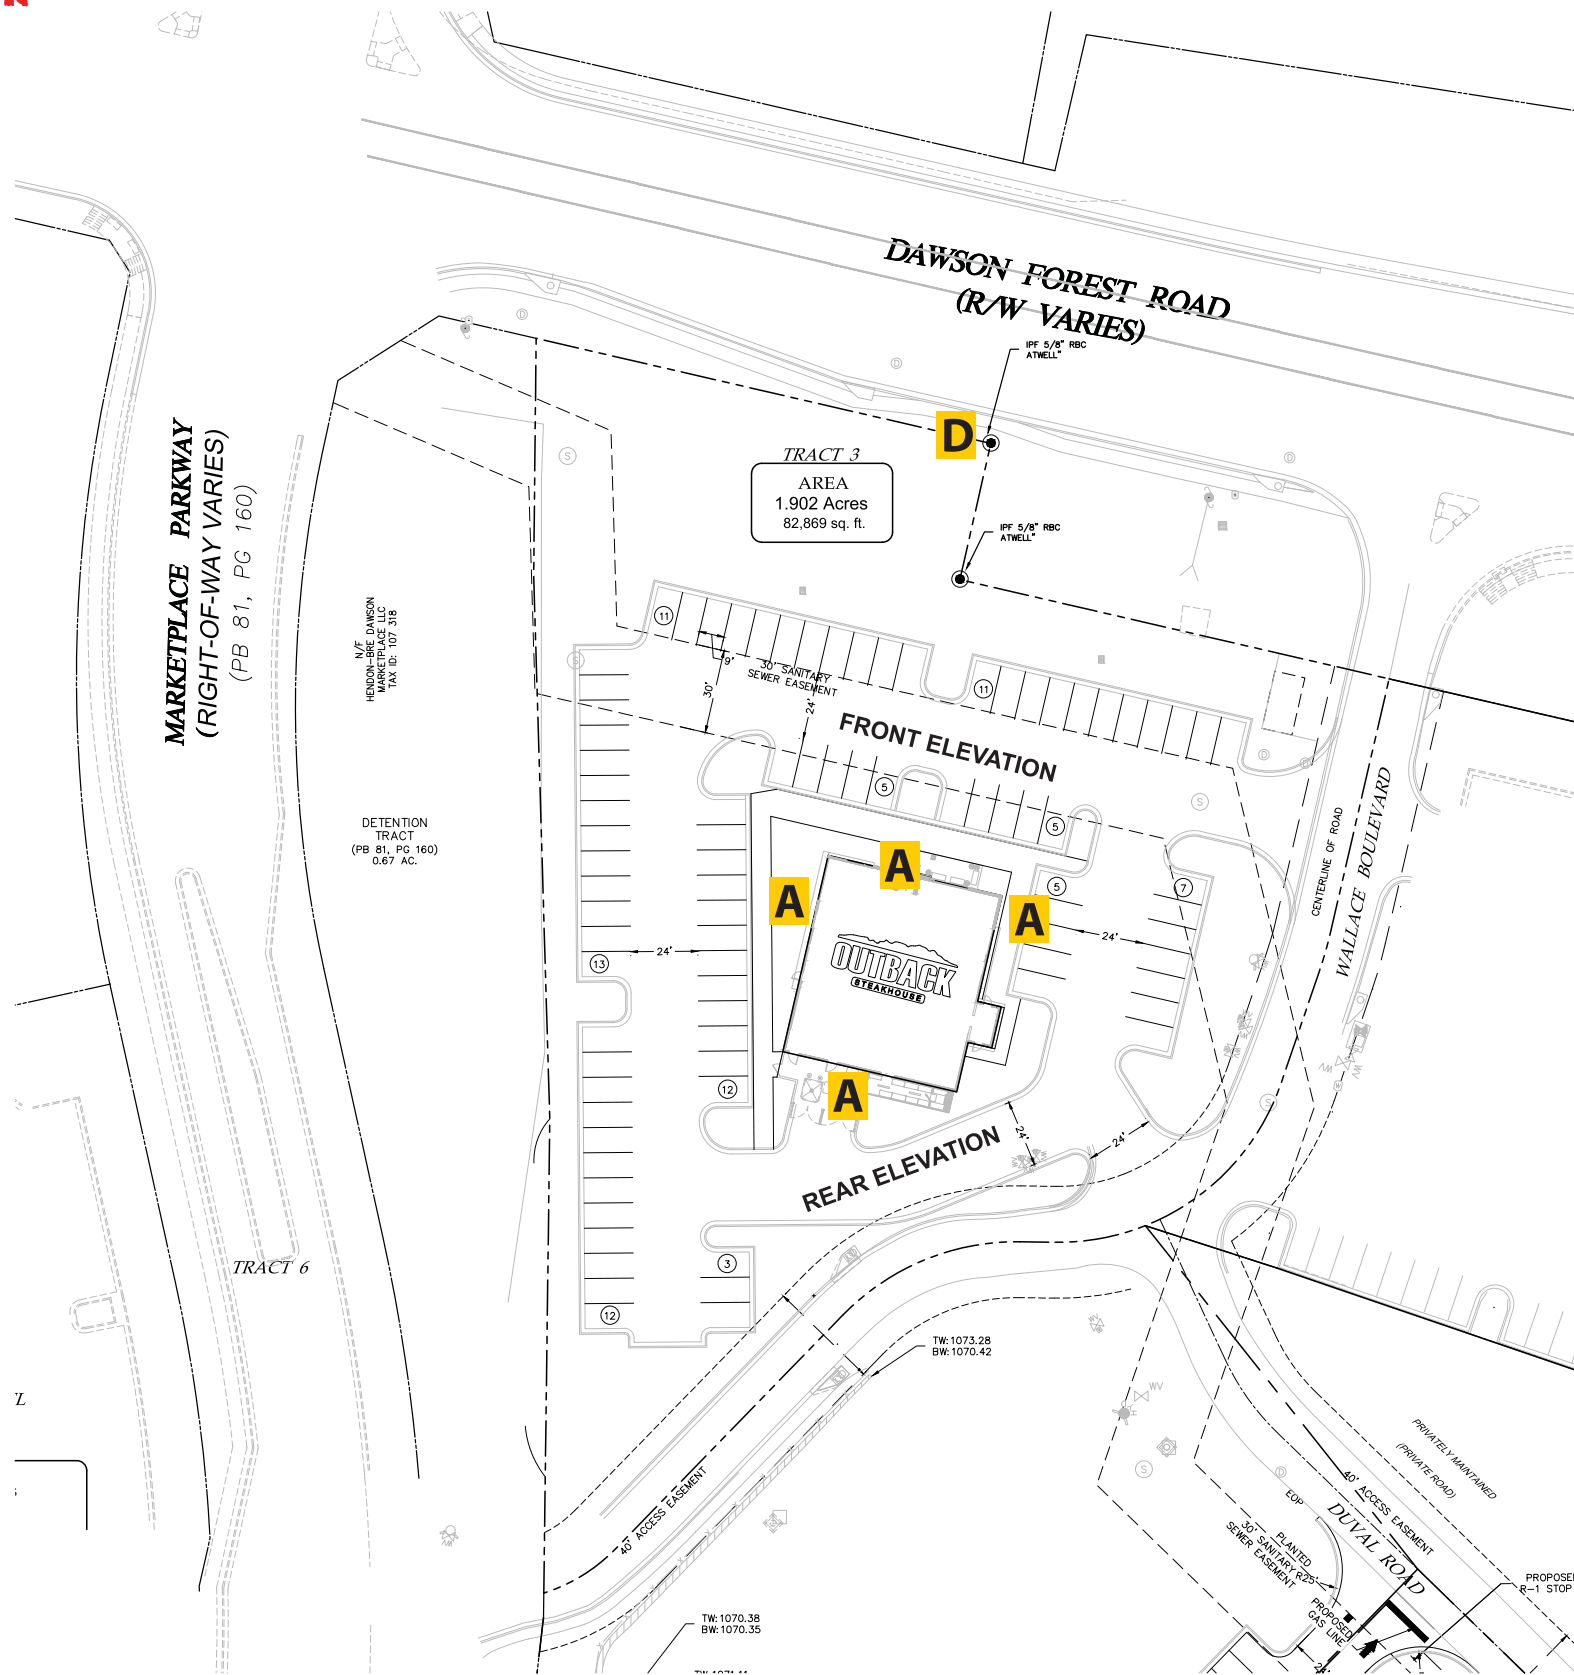 DAWSON FOREST ROAD
(R/W VARIES)
IPF 5/8" RBC
ATWELL"
D
TRACT 3
AREA
1.902 Acres
82,869 sq. ft.
IPF 5/8" RBC
ATWELL"
MARKETPLACE PARKWAY
(RIGHT-OF-WAY VARIES)
(PB 81, PG 160)
N/F
HENDON-BRE DAWSON
MARKETPLACE LLC
TAX ID: 107 318
DETENTION
TRACT
(PB 81, PG 160)
0.67 AC.
11
9'
30'
30' SANITARY
SEWER EASEMENT
24'
11
FRONT ELEVATION
5
5
5
7
A
A
A
A
OUTBACK
STEAKHOUSE
24'
24'
13
12
CENTERLINE OF ROAD
WALLACE BOULEVARD
24'
24'
REAR ELEVATION
3
12
TRACT 6
TW: 1073.28
BW: 1070.42
40' ACCESS EASEMENT
TW: 1070.38
BW: 1070.35
WV
PRIVATELY MAINTAINED
(PRIVATE ROAD)
40' ACCESS EASEMENT
DUVAL ROAD
EOP
PLANTED
30' SANITARY
SEWER EASEMENT
R25'
PROPOSED
GAS LINE
R-1 STOP
24'